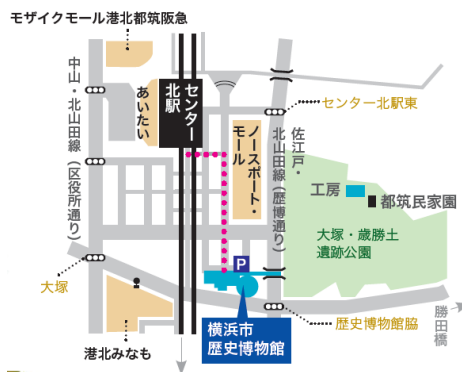 モザイクモール港北都筑阪急
中山・北山田線（区役所通り）
あいたい
センター
北駅
センター北駅東
ノースポート・
モール
佐江戸・
北山田線（歴博通り）
工房
都筑民家園
大塚・歳勝土
遺跡公園
P
大塚
横浜市
歴史博物館
歴史博物館脇
勝田橋
港北みなも